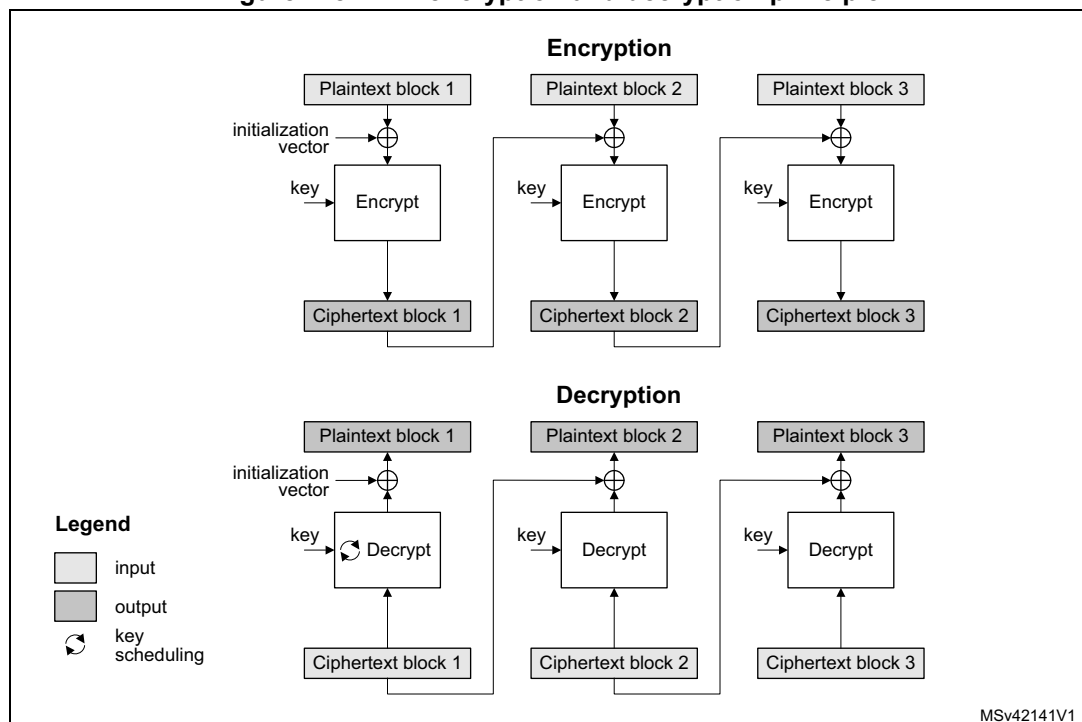 Encryption
Plaintext block 1
Plaintext block 2
Plaintext block 3
initialization
vector
key
Encrypt
key
Encrypt
key
Encrypt
Ciphertext block 1
Ciphertext block 2
Ciphertext block 3
Decryption
Plaintext block 1
Plaintext block 2
Plaintext block 3
initialization
vector
key
Decrypt
key
Decrypt
key
Decrypt
Ciphertext block 1
Ciphertext block 2
Ciphertext block 3
Legend
input
output
key
scheduling
MSv42141V1